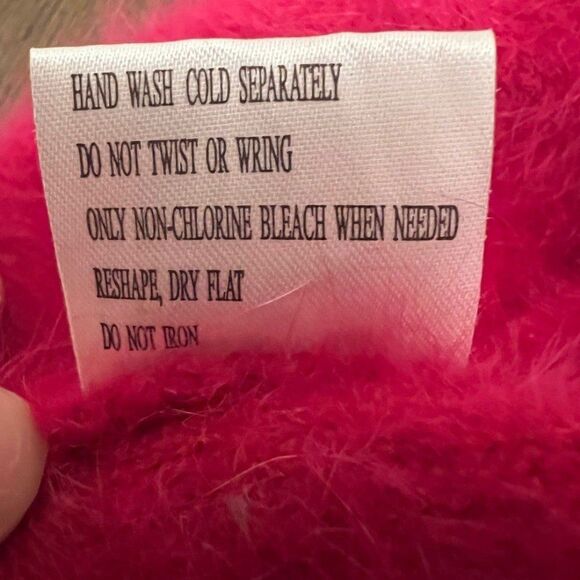 HAND WASH COLD SEPARATELY
DO NOT TWIST OR WRING
ONLY NON-CHLORINE BLEACH WHEN NEEDED
RESHAPE, DRY FLAT
DO NOT IRON